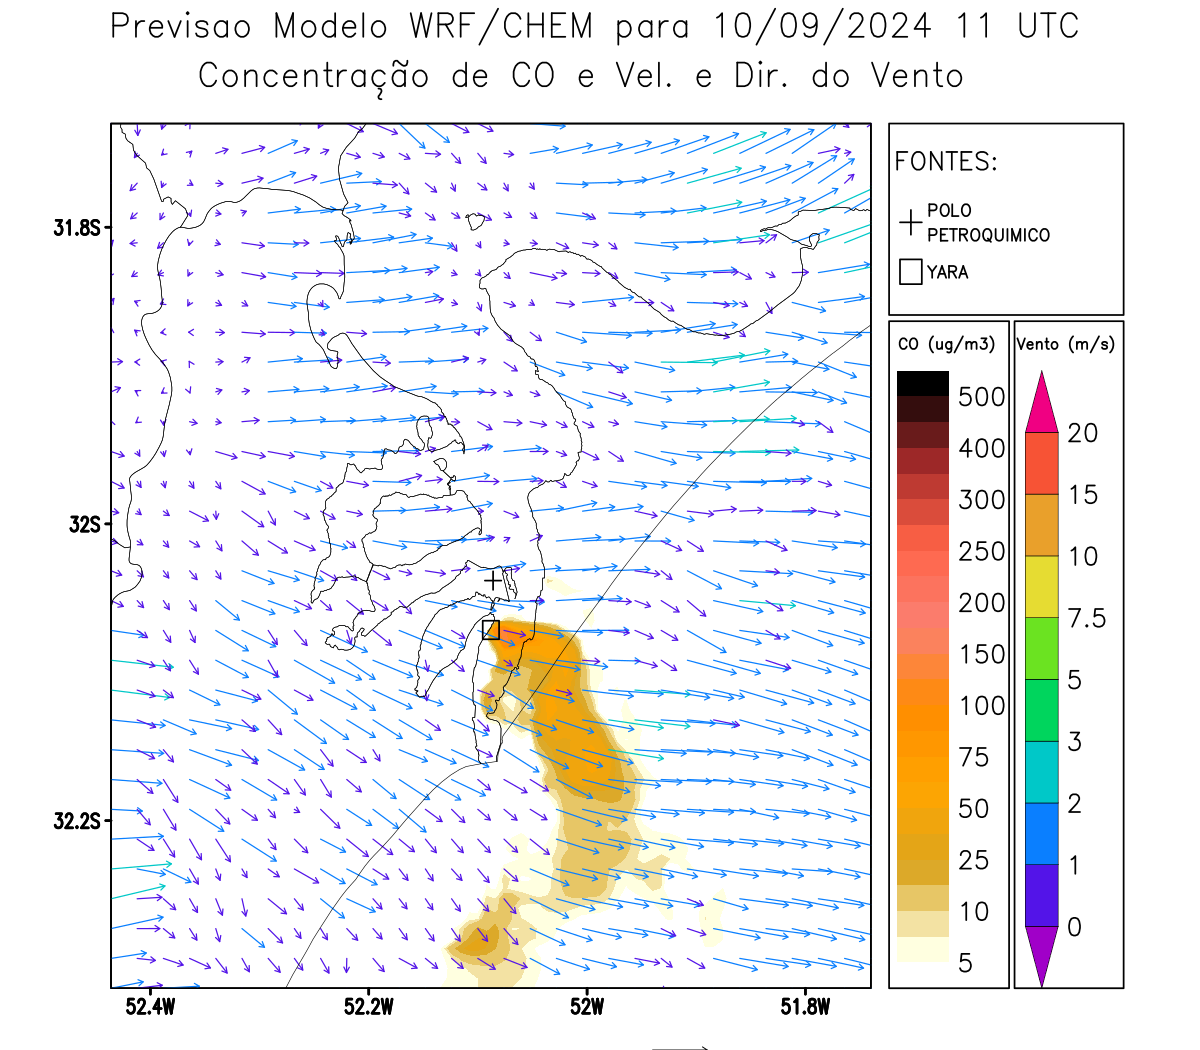 Previsao Modelo WRF/CHEM para 10/09/2024 11 UTC
Concentração de CO e Vel. e Dir. do Vento
FONTES:
POLO
PETROQUIMICO
YARA
CO (ug/m3)
500
400
300
250
200
150
100
75
50
25
10
5
Vento (m/s)
20
15
10
7.5
5
3
2
1
0
31.8S
32S
32.2S
52.4W
52.2W
52W
51.8W